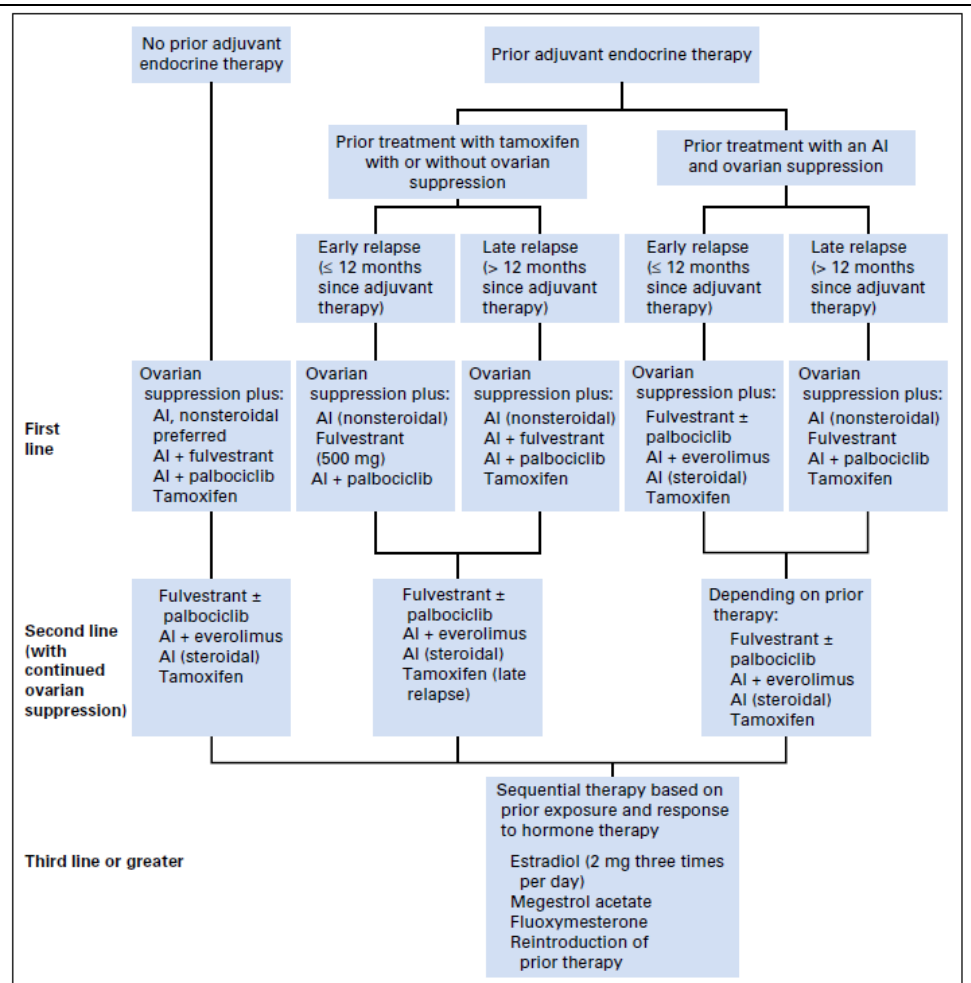 No prior adjuvant
endocrine therapy
Prior adjuvant endocrine therapy
Prior treatment with tamoxifen
with or without ovarian
suppression
Prior treatment with an AI
and ovarian suppression
Early relapse
(≤ 12 months
since adjuvant
therapy)
Late relapse
(> 12 months
since adjuvant
therapy)
Early relapse
(≤ 12 months
since adjuvant
therapy)
Late relapse
(> 12 months
since adjuvant
therapy)
First
line
Ovarian
suppression plus:
AI, nonsteroidal
preferred
AI + fulvestrant
AI + palbociclib
Tamoxifen
Ovarian
suppression plus:
AI (nonsteroidal)
Fulvestrant
(500 mg)
AI + palbociclib
Ovarian
suppression plus:
AI (nonsteroidal)
AI + fulvestrant
AI + palbociclib
Tamoxifen
Ovarian
suppression plus:
Fulvestrant ±
palbociclib
AI + everolimus
AI (steroidal)
Tamoxifen
Ovarian
suppression plus:
AI (nonsteroidal)
Fulvestrant
AI + palbociclib
Tamoxifen
Second line
(with
continued
ovarian
suppression)
Fulvestrant ±
palbociclib
AI + everolimus
AI (steroidal)
Tamoxifen
Fulvestrant ±
palbociclib
AI + everolimus
AI (steroidal)
Tamoxifen (late
relapse)
Depending on prior
therapy:
Fulvestrant ±
palbociclib
AI + everolimus
AI (steroidal)
Tamoxifen
Third line or greater
Sequential therapy based on
prior exposure and response
to hormone therapy
Estradiol (2 mg three times
per day)
Megestrol acetate
Fluoxymesterone
Reintroduction of
prior therapy